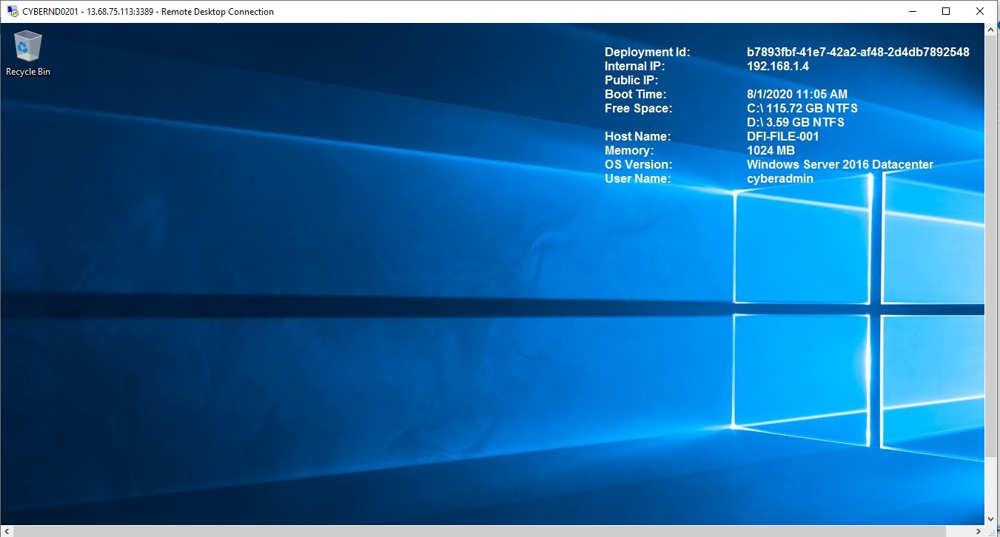 CYBERND0201 - 13.68.75.113:3389 - Remote Desktop Connection
Recycle Bin
Deployment Id: b7893fbf-41e7-42a2-af48-2d4db7892548
Internal IP: 192.168.1.4
Public IP:
Boot Time: 8/1/2020 11:05 AM
Free Space: C:\ 115.72 GB NTFS
D:\ 3.59 GB NTFS
Host Name: DFI-FILE-001
Memory: 1024 MB
OS Version: Windows Server 2016 Datacenter
User Name: cyberadmin